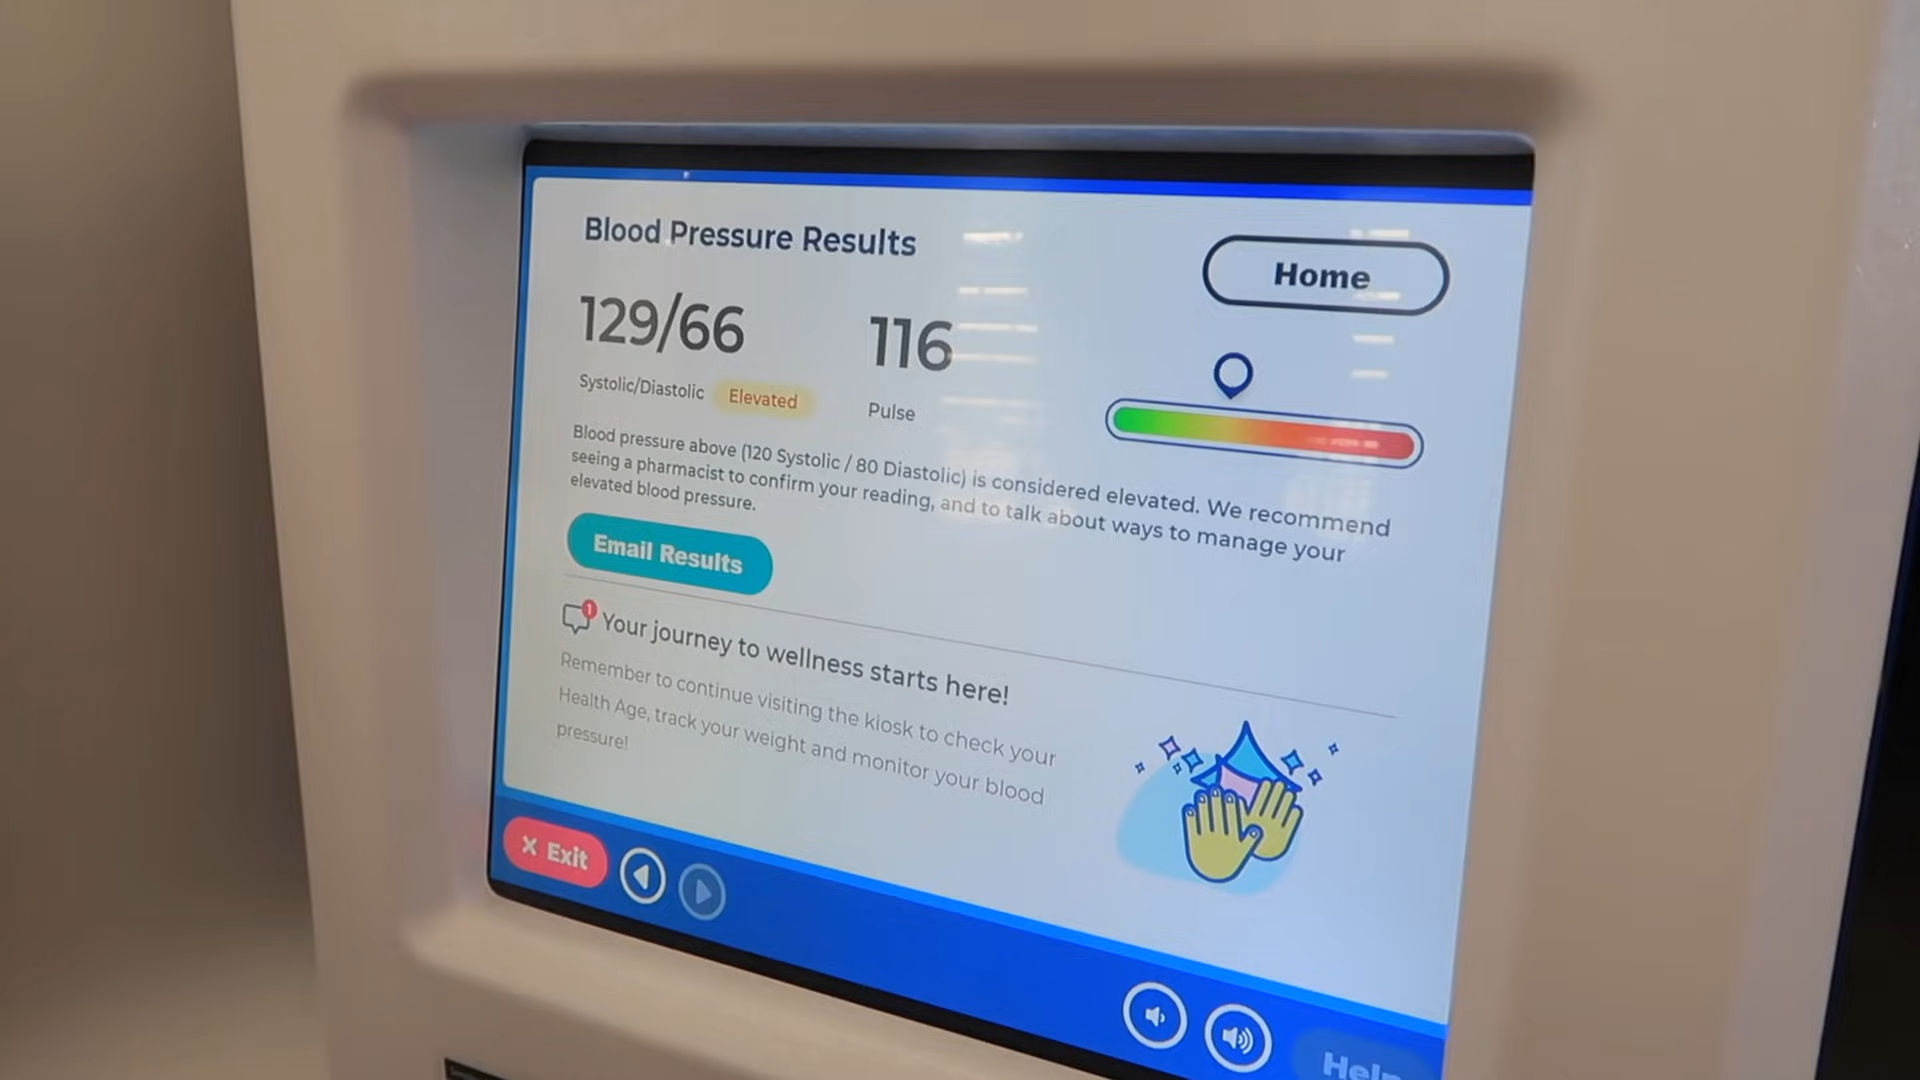 Blood Pressure Results
Home
129/66
116
Systolic/Diastolic Elevated
Pulse
Blood pressure above (120 Systolic / 80 Diastolic) is considered elevated. We recommend
seeing a pharmacist to confirm your reading, and to talk about ways to manage your
elevated blood pressure.
Email Results
1
Your journey to wellness starts here!
Remember to continue visiting the kiosk to check your
Health Age, track your weight and monitor your blood
pressure!
X Exit
Help